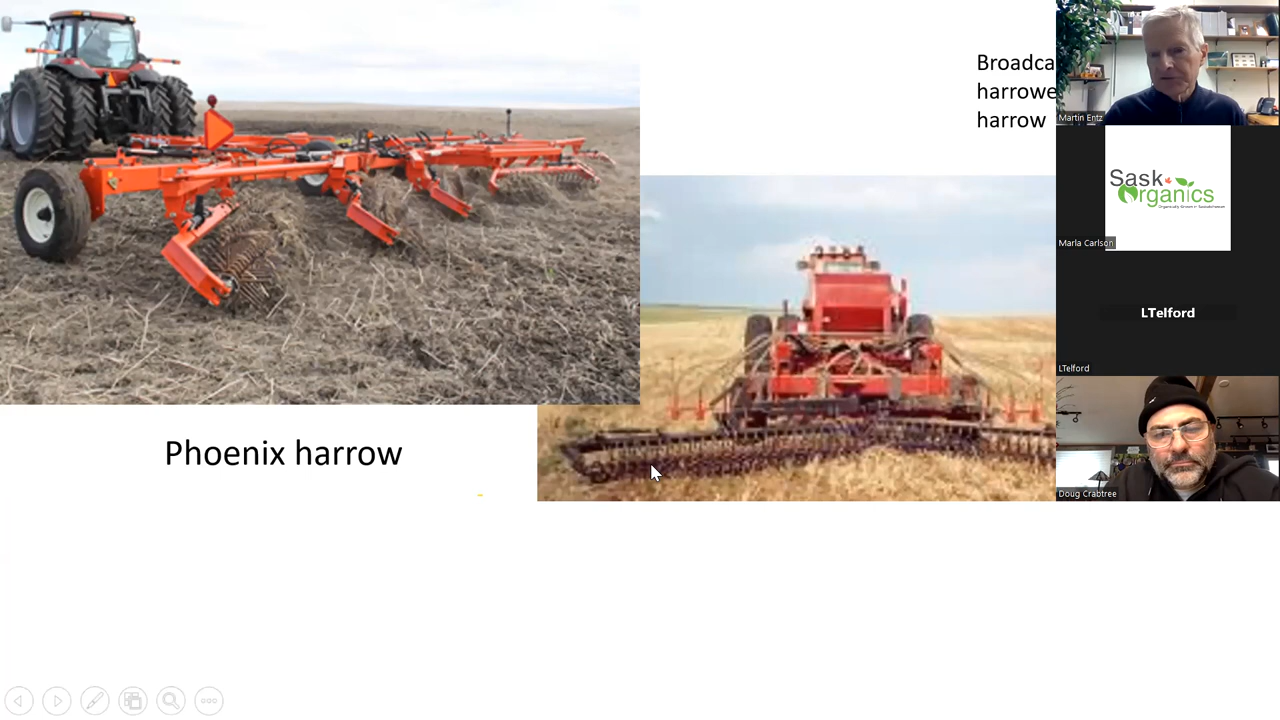 Broadca
harrowe
harrow
Phoenix harrow
Martin Entz
Sask
Organics
Marla Carlson
LTelford
LTelford
Doug Crabtree